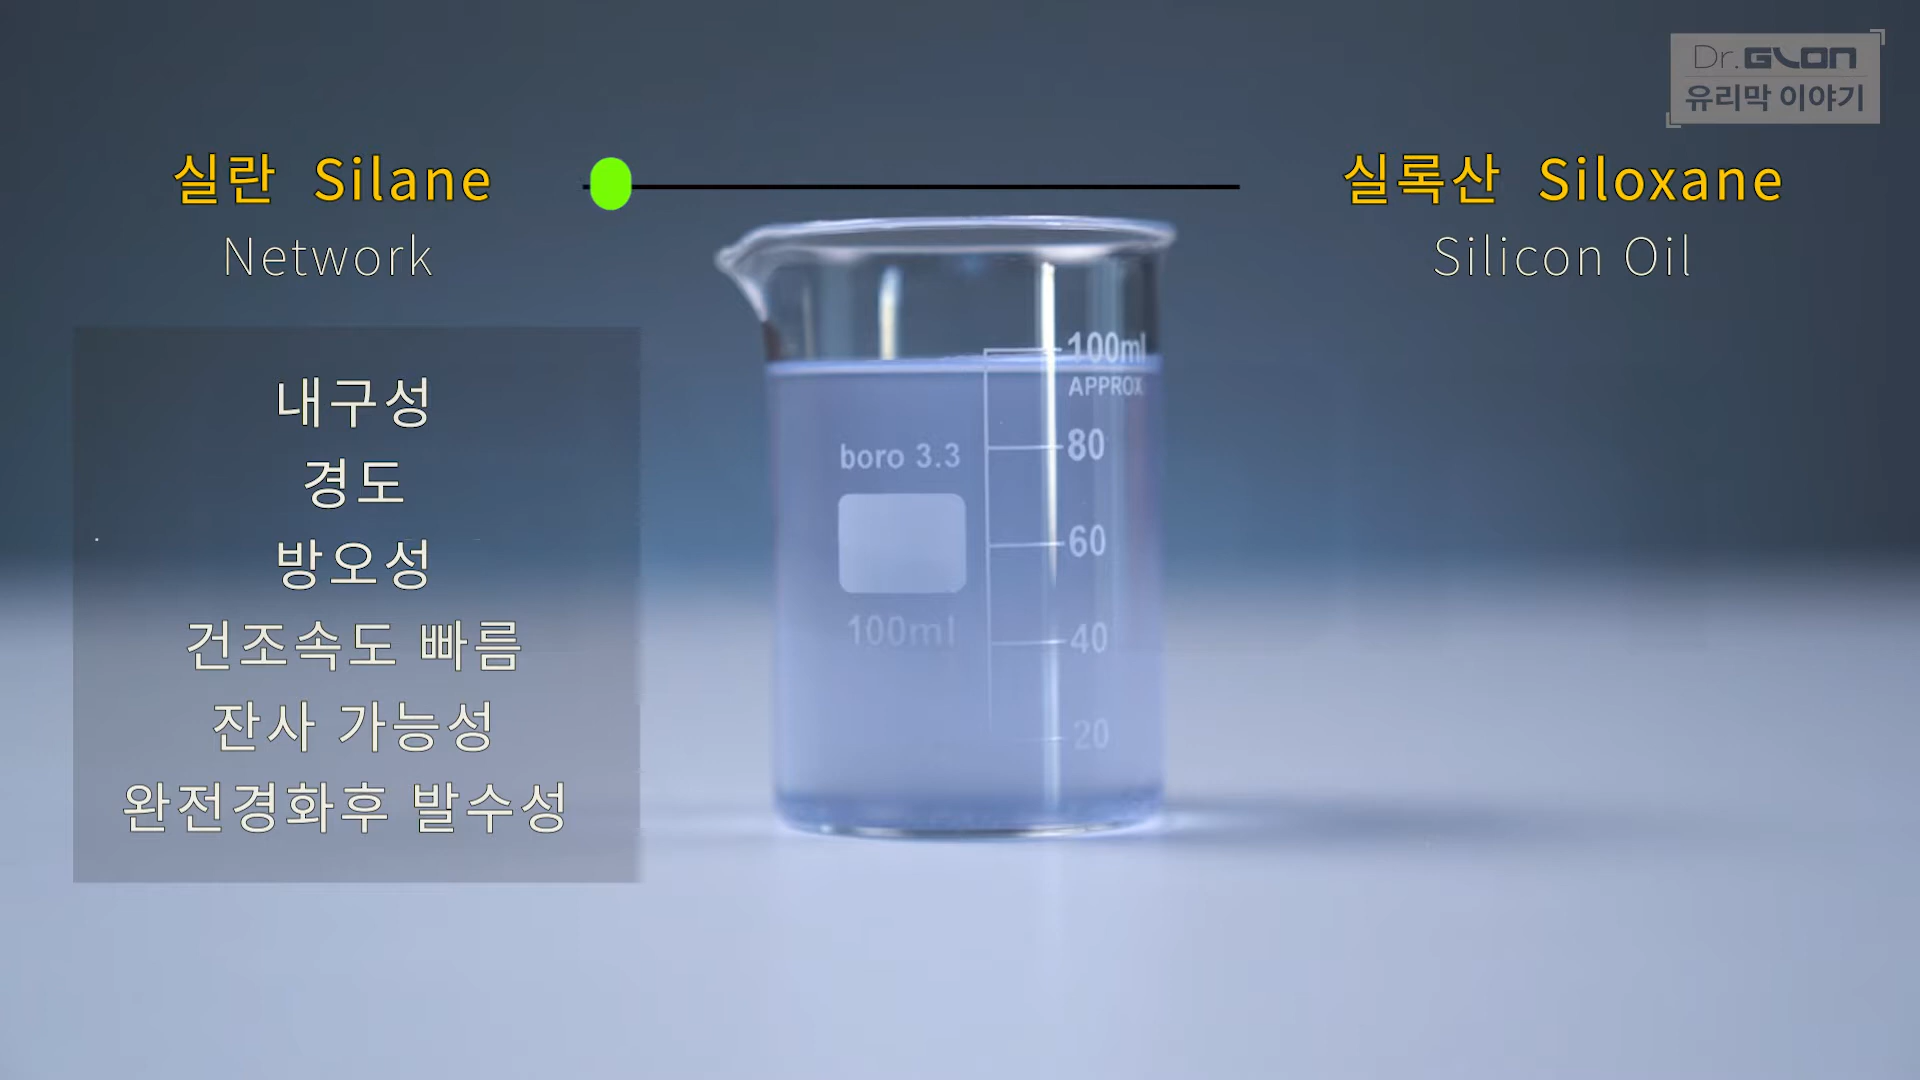 Dr.GLON
유리막 이야기
실란 Silane
실록산 Siloxane
Network
Silicon Oil
내구성
경도
방오성
건조속도 빠름
잔사 가능성
완전경화후 발수성
100ml
APPROX
80
boro 3.3
60
100ml
40
20